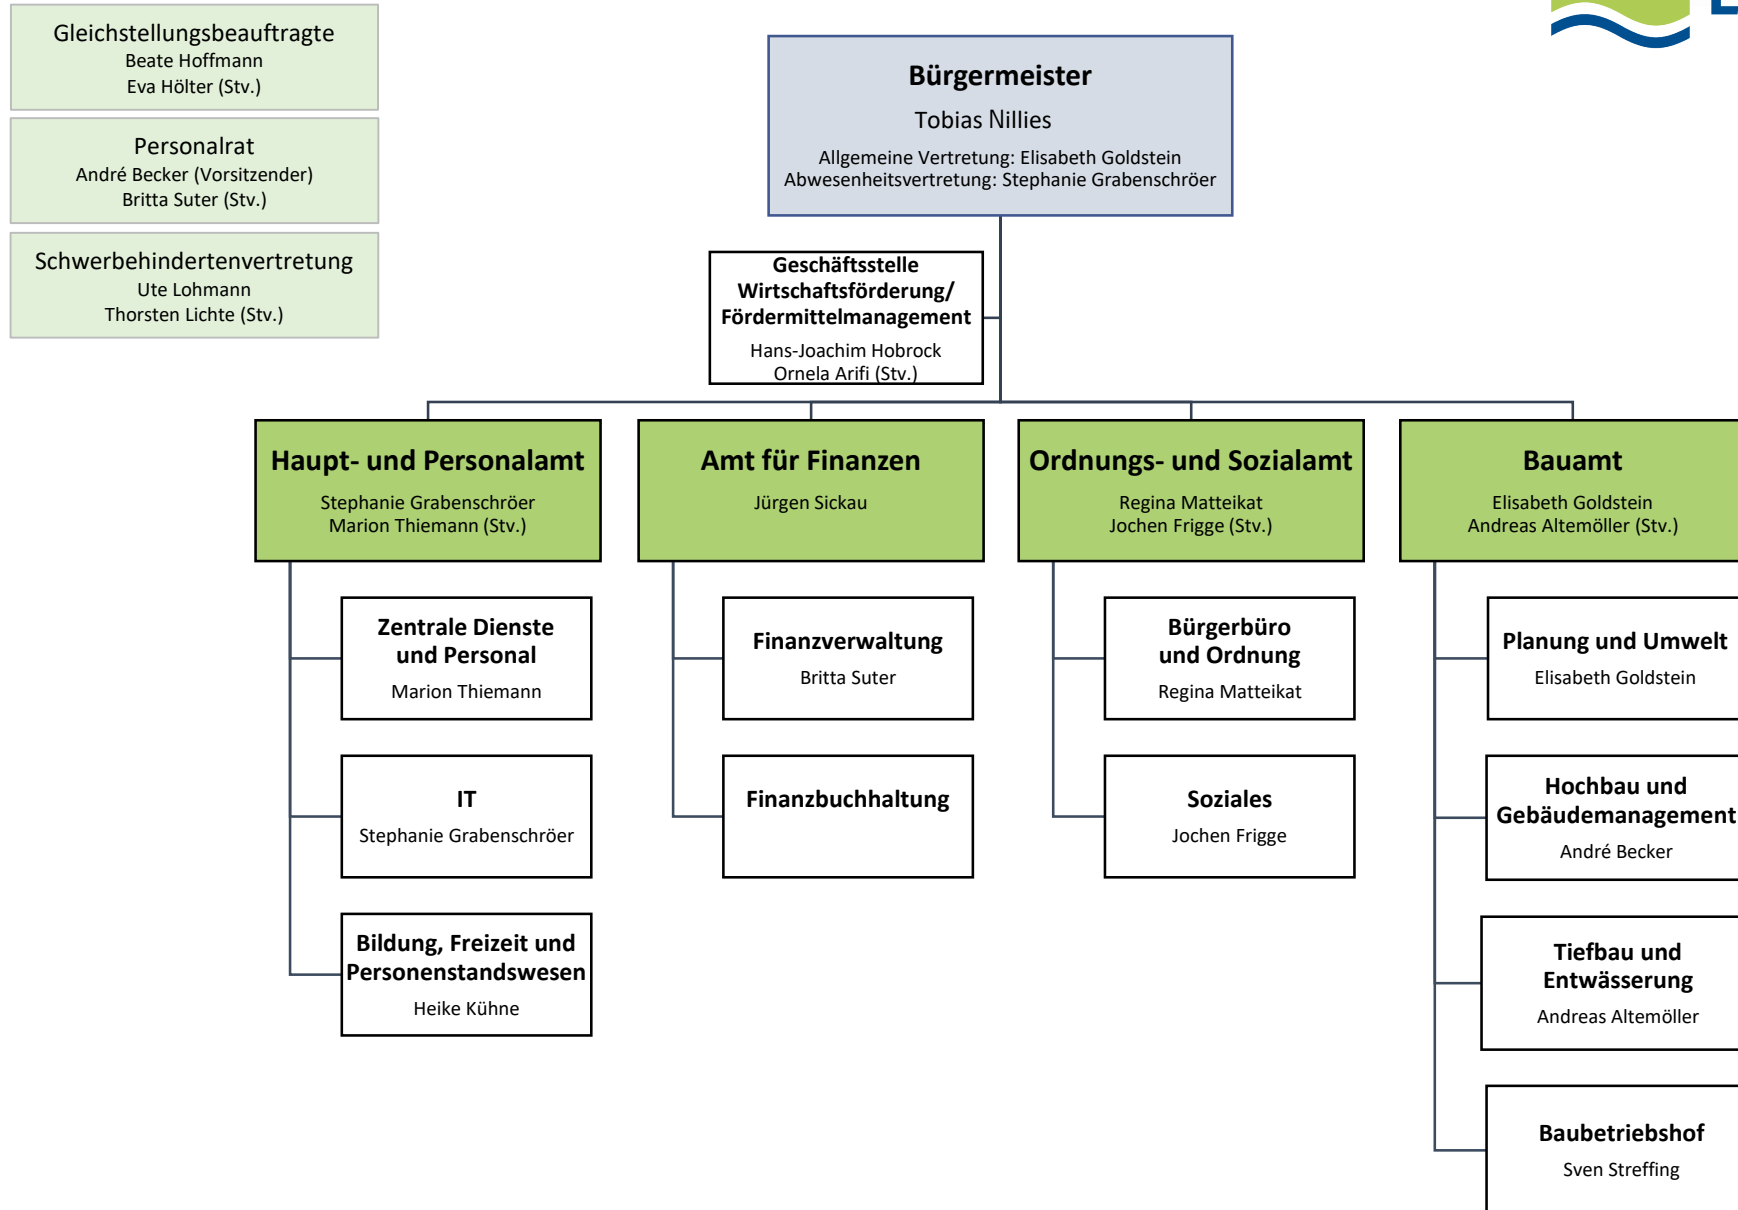 Gleichstellungsbeauftragte
Beate Hoffmann
Eva Hölter (Stv.)
Personalrat
André Becker (Vorsitzender)
Britta Suter (Stv.)
Schwerbehindertenvertretung
Ute Lohmann
Thorsten Lichte (Stv.)
Bürgermeister
Tobias Nillies
Allgemeine Vertretung: Elisabeth Goldstein
Abwesenheitsvertretung: Stephanie Grabenschröer
Geschäftsstelle
Wirtschaftsförderung/
Fördermittelmanagement
Hans-Joachim Hobrock
Ornela Arifi (Stv.)
Haupt- und Personalamt
Stephanie Grabenschröer
Marion Thiemann (Stv.)
Zentrale Dienste
und Personal
Marion Thiemann
IT
Stephanie Grabenschröer
Bildung, Freizeit und
Personenstandswesen
Heike Kühne
Amt für Finanzen
Jürgen Sickau
Finanzverwaltung
Britta Suter
Finanzbuchhaltung
Ordnungs- und Sozialamt
Regina Matteikat
Jochen Frigge (Stv.)
Bürgerbüro
und Ordnung
Regina Matteikat
Soziales
Jochen Frigge
Bauamt
Elisabeth Goldstein
Andreas Altemöller (Stv.)
Planung und Umwelt
Elisabeth Goldstein
Hochbau und
Gebäudemanagement
André Becker
Tiefbau und
Entwässerung
Andreas Altemöller
Baubetriebshof
Sven Streffing